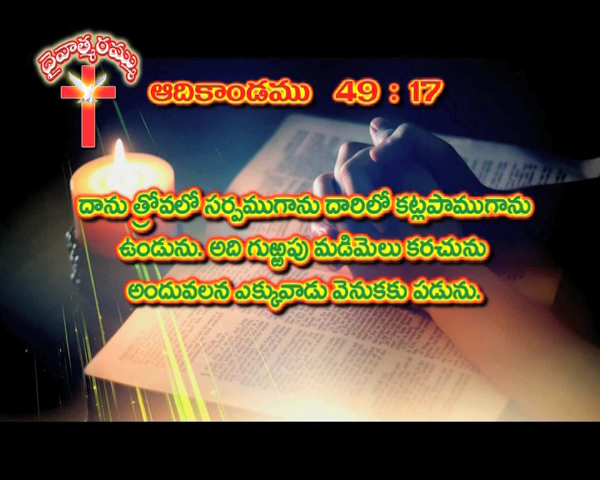 దైవాత్మరమ్ము
ఆదికాండము 49 : 17
దాను త్రోవలో సర్పముగాను దారిలో కట్లపాముగాను
ఉండును. అది గుఱ్ఱపు మడిమెలు కరచును
అందువలన ఎక్కువాడు వెనుకకు పడును.